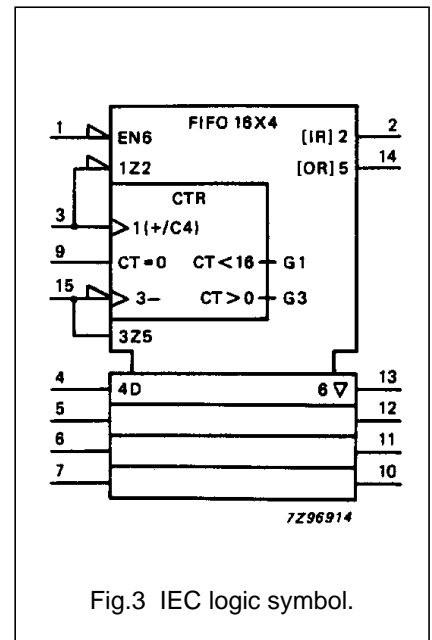 FIFO 16X4
1 EN6 [IR] 2 2
1Z2 [OR] 5 14
CTR
3 1(+/C4)
9 CT=0 CT<16 G1
15 3- CT>0 G3
3Z5
4 4D 6 ▽ 13
5 12
6 11
7 10
7Z96914
Fig.3 IEC logic symbol.